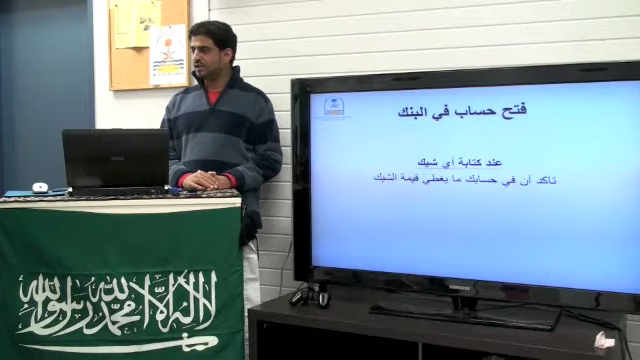 فتح حساب في البنك
عند كتابة أي شيك
تأكد أن في حسابك ما يغطي قيمة الشيك
SAMSUNG
لا إله إلا الله محمد رسول الله